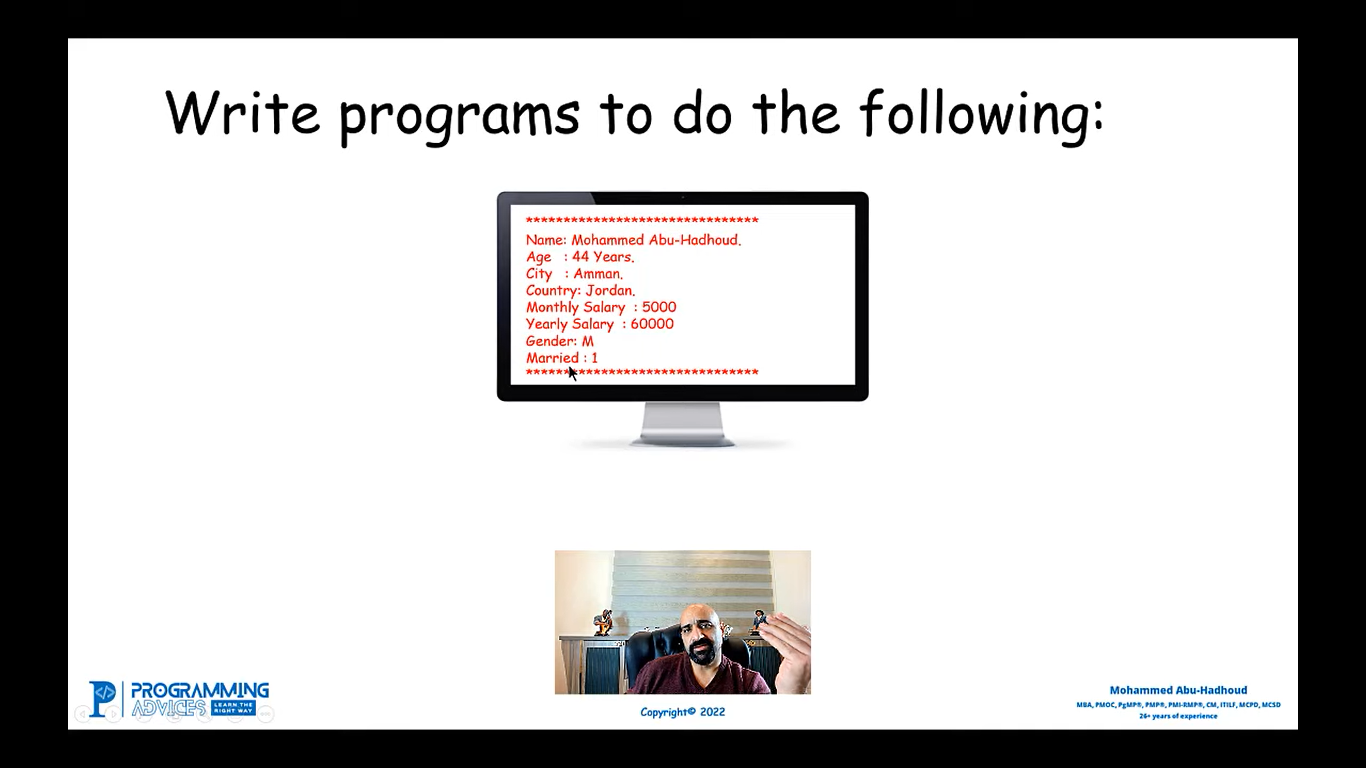 Write programs to do the following:
*******************************
Name: Mohammed Abu-Hadhoud.
Age : 44 Years.
City : Amman.
Country: Jordan.
Monthly Salary : 5000
Yearly Salary : 60000
Gender: M
Married : 1
*******************************
PROGRAMMING
ADVICES LEARN THE RIGHT WAY
Copyright© 2022
Mohammed Abu-Hadhoud
MBA, PMOC, PgMP®, PMP®, PMI-RMP®, CM, ITILF, MCPD, MCSD
26+ years of experience